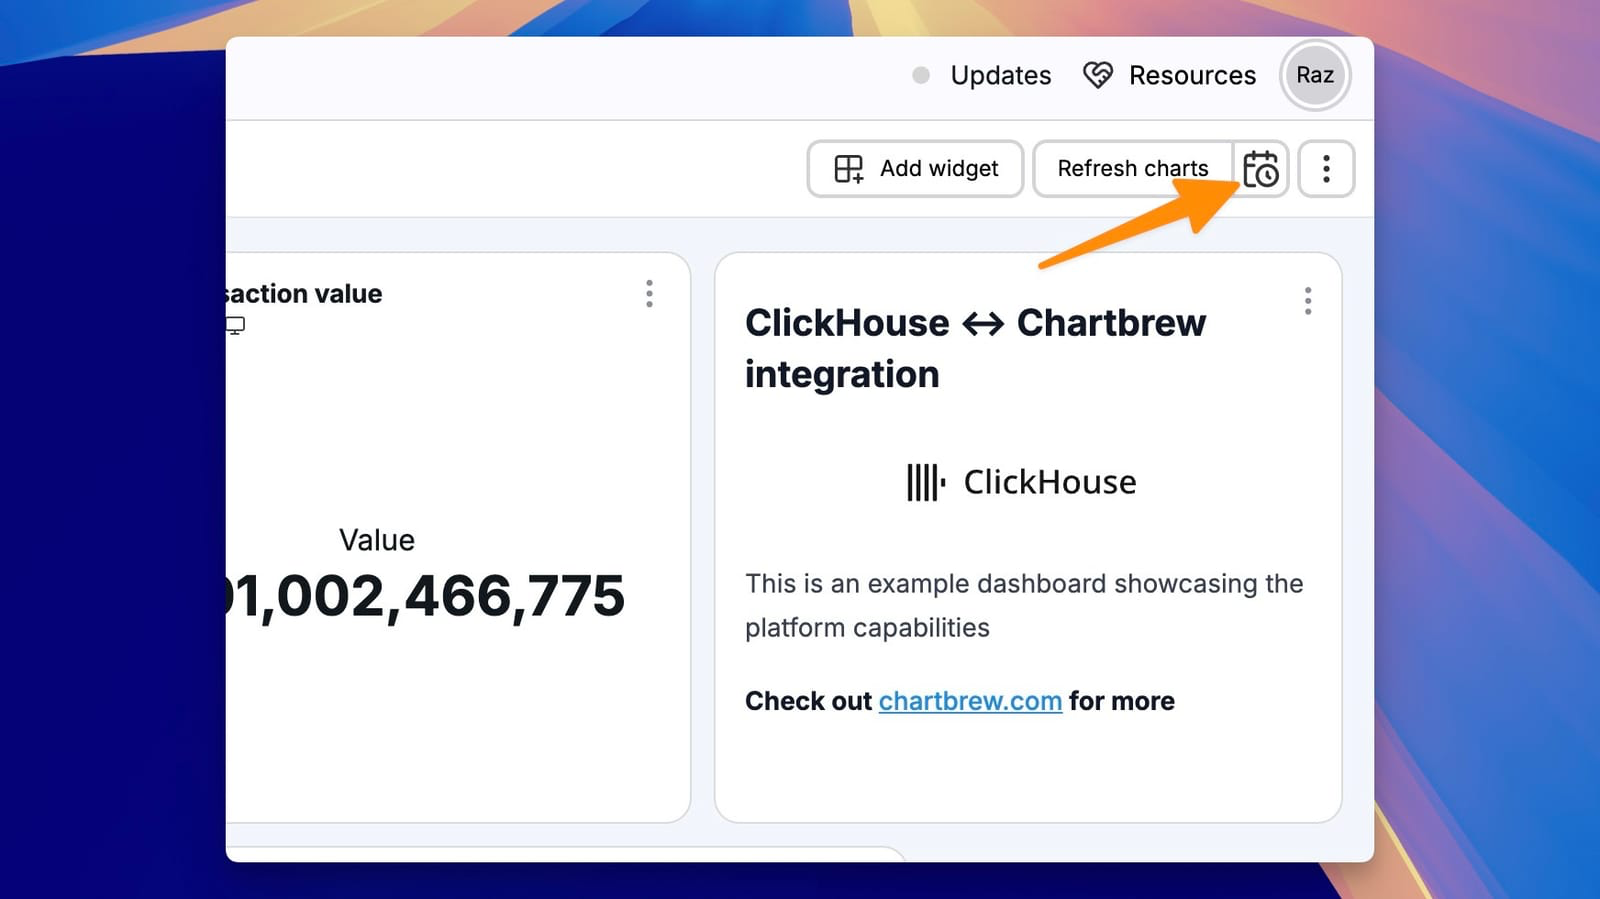 Updates
Resources
Raz
Add widget
Refresh charts
saction value
Value
1,002,466,775
ClickHouse ↔ Chartbrew
integration
ClickHouse
This is an example dashboard showcasing the
platform capabilities
Check out chartbrew.com for more